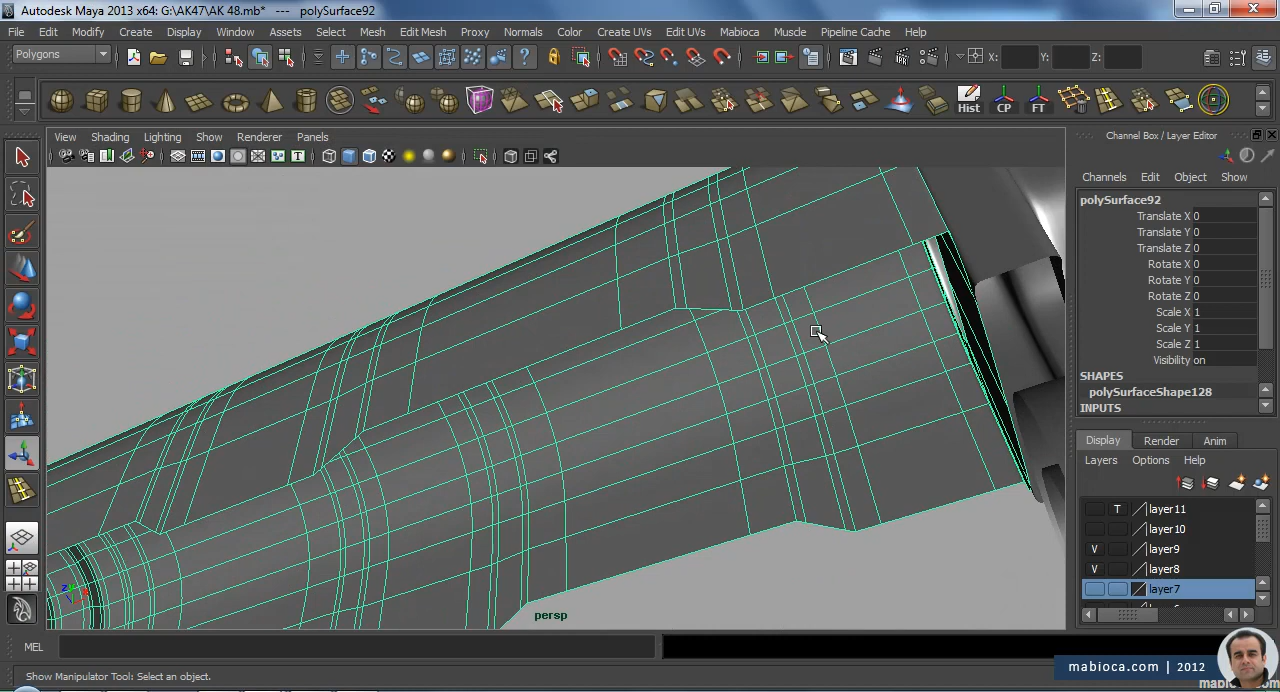 Autodesk Maya 2013 x64: G:\AK47\AK 48.mb* --- polySurface92
File Edit Modify Create Display Window Assets Select Mesh Edit Mesh Proxy Normals Color Create UVs Edit UVs Mabioca Muscle Pipeline Cache Help
Polygons
X: Y: Z:
Hist CP FT
View Shading Lighting Show Renderer Panels
Channel Box / Layer Editor
Channels Edit Object Show
polySurface92
Translate X 0
Translate Y 0
Translate Z 0
Rotate X 0
Rotate Y 0
Rotate Z 0
Scale X 1
Scale Y 1
Scale Z 1
Visibility on
SHAPES
polySurfaceShape128
INPUTS
Display Render Anim
Layers Options Help
T layer11
layer10
V layer9
V layer8
layer7
persp
MEL
mabioca.com | 2012
Show Manipulator Tool: Select an object.